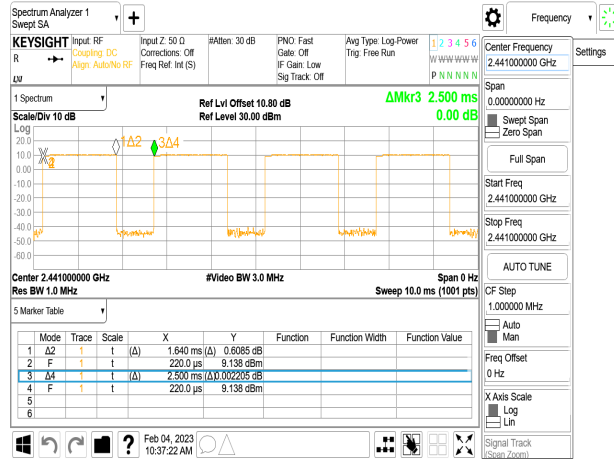 Spectrum Analyzer 1
Swept SA
Frequency
KEYSIGHT
R
Input: RF
Coupling: DC
Align: Auto/No RF
Input Z: 50 Ω
Corrections: Off
Freq Ref: Int (S)
#Atten: 30 dB
PNO: Fast
Gate: Off
IF Gain: Low
Sig Track: Off
Avg Type: Log-Power
Trig: Free Run
1 2 3 4 5 6
W W W W W W
P N N N N N
1 Spectrum
Scale/Div 10 dB
Ref Lvl Offset 10.80 dB
Ref Level 30.00 dBm
ΔMkr3 2.500 ms
0.00 dB
Log
20.0
10.0
0.00
-10.0
-20.0
-30.0
-40.0
-50.0
-60.0
1Δ2
3Δ4
Center 2.441000000 GHz
Res BW 1.0 MHz
#Video BW 3.0 MHz
Span 0 Hz
Sweep 10.0 ms (1001 pts)
5 Marker Table
Mode Trace Scale X Y Function Function Width Function Value
1 Δ2 1 t (Δ) 1.640 ms (Δ) 0.6085 dB
2 F 1 t 220.0 µs 9.138 dBm
3 Δ4 1 t (Δ) 2.500 ms (Δ)0.002205 dB
4 F 1 t 220.0 µs 9.138 dBm
5
6
?
Feb 04, 2023
10:37:22 AM
Center Frequency
2.441000000 GHz
Settings
Span
0.00000000 Hz
Swept Span
Zero Span
Full Span
Start Freq
2.441000000 GHz
Stop Freq
2.441000000 GHz
AUTO TUNE
CF Step
1.000000 MHz
Auto
Man
Freq Offset
0 Hz
X Axis Scale
Log
Lin
Signal Track
(Span Zoom)